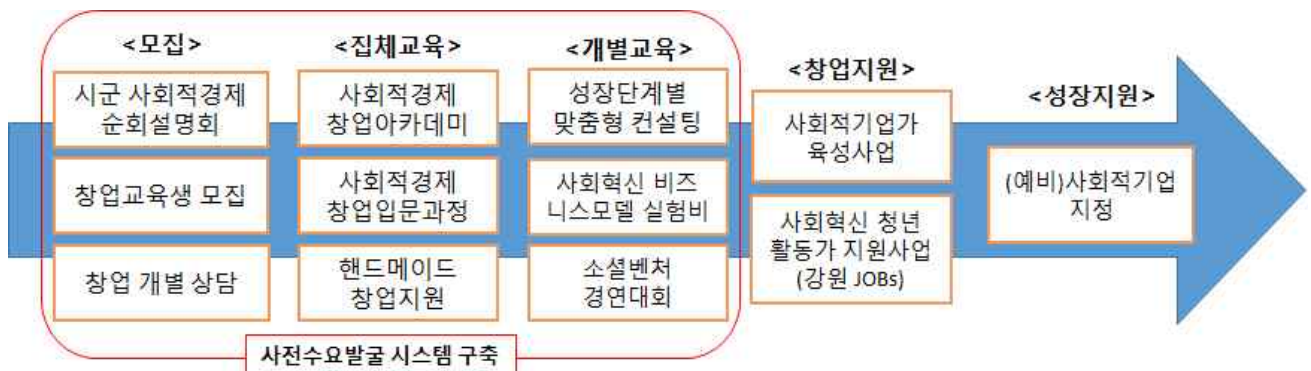 <모집>
시군 사회적경제
순회설명회
창업교육생 모집
창업 개별 상담
<집체교육>
사회적경제
창업아카데미
사회적경제
창업입문과정
핸드메이드
창업지원
<개별교육>
성장단계별
맞춤형 컨설팅
사회혁신 비즈
니스모델 실험비
소셜벤처
경연대회
사전수요발굴 시스템 구축
<창업지원>
사회적기업가
육성사업
사회혁신 청년
활동가 지원사업
(강원 JOBs)
<성장지원>
(예비)사회적기업
지정